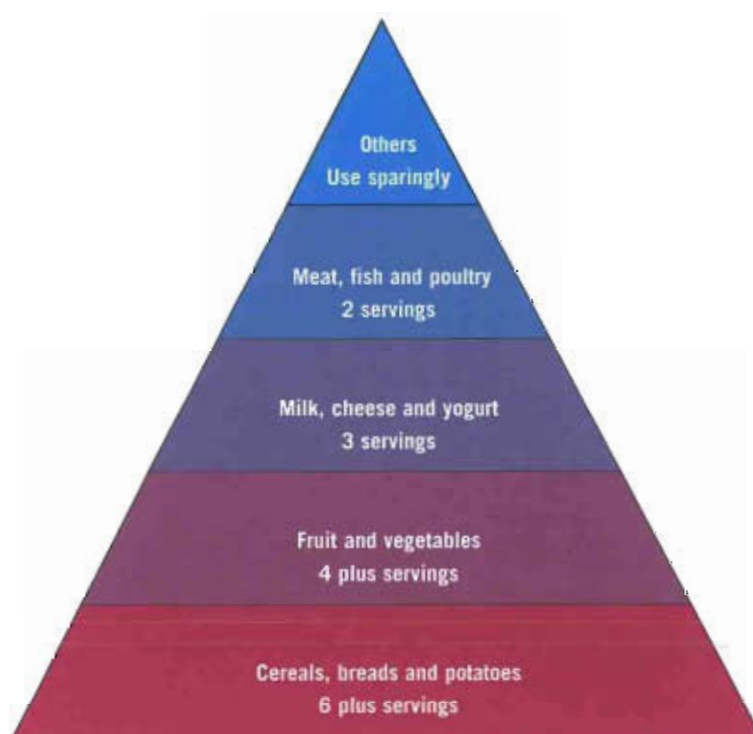 Others
Use sparingly
Meat, fish and poultry
2 servings
Milk, cheese and yogurt
3 servings
Fruit and vegetables
4 plus servings
Cereals, breads and potatoes
6 plus servings